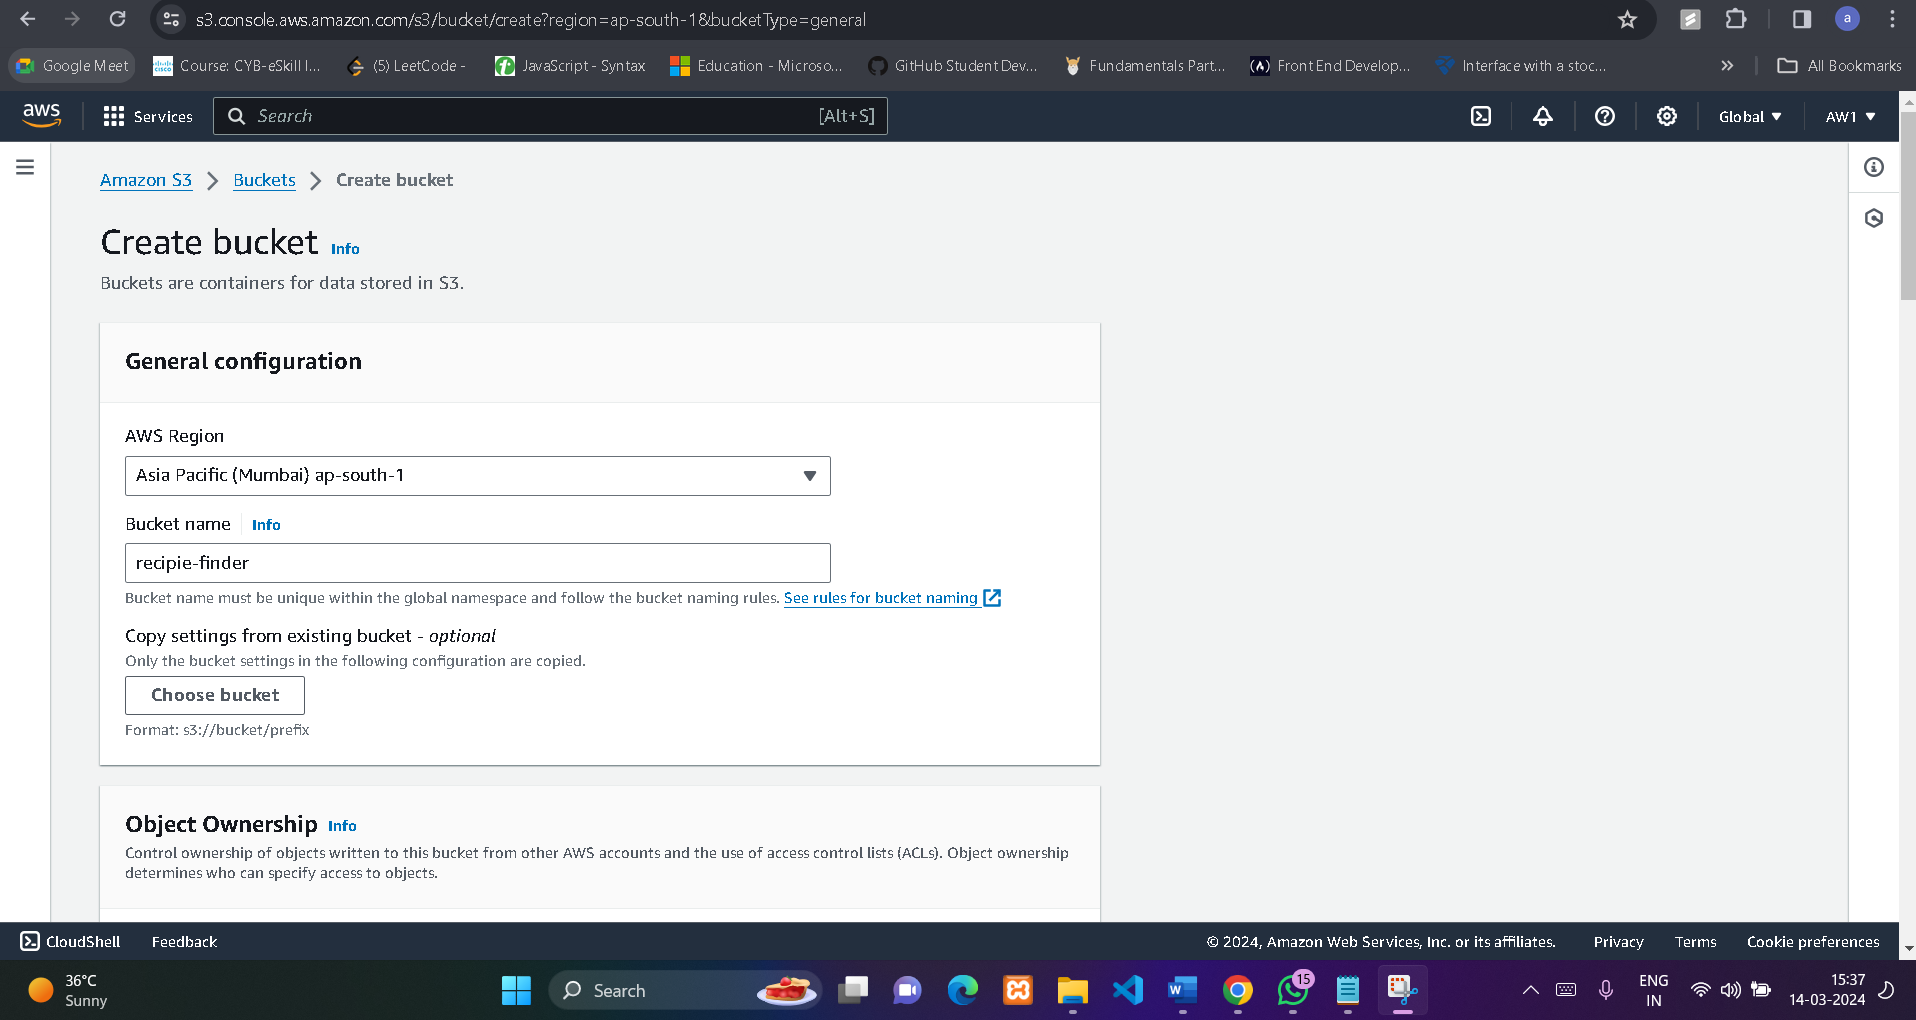 s3.console.aws.amazon.com/s3/bucket/create?region=ap-south-1&bucketType=general
a
Google Meet
cisco
Course: CYB-eSkill I...
(5) LeetCode -
JavaScript - Syntax
Education - Microso...
GitHub Student Dev...
Fundamentals Part...
Front End Develop...
Interface with a stoc...
All Bookmarks
aws
Services
Search
[Alt+S]
Global
AW1
Amazon S3 > Buckets > Create bucket
Create bucket Info
Buckets are containers for data stored in S3.
General configuration
AWS Region
Asia Pacific (Mumbai) ap-south-1
Bucket name
Info
recipie-finder
Bucket name must be unique within the global namespace and follow the bucket naming rules. See rules for bucket naming
Copy settings from existing bucket - optional
Only the bucket settings in the following configuration are copied.
Choose bucket
Format: s3://bucket/prefix
Object Ownership Info
Control ownership of objects written to this bucket from other AWS accounts and the use of access control lists (ACLs). Object ownership
determines who can specify access to objects.
CloudShell
Feedback
© 2024, Amazon Web Services, Inc. or its affiliates.
Privacy
Terms
Cookie preferences
36°C
Sunny
Search
15
ENG
IN
15:37
14-03-2024